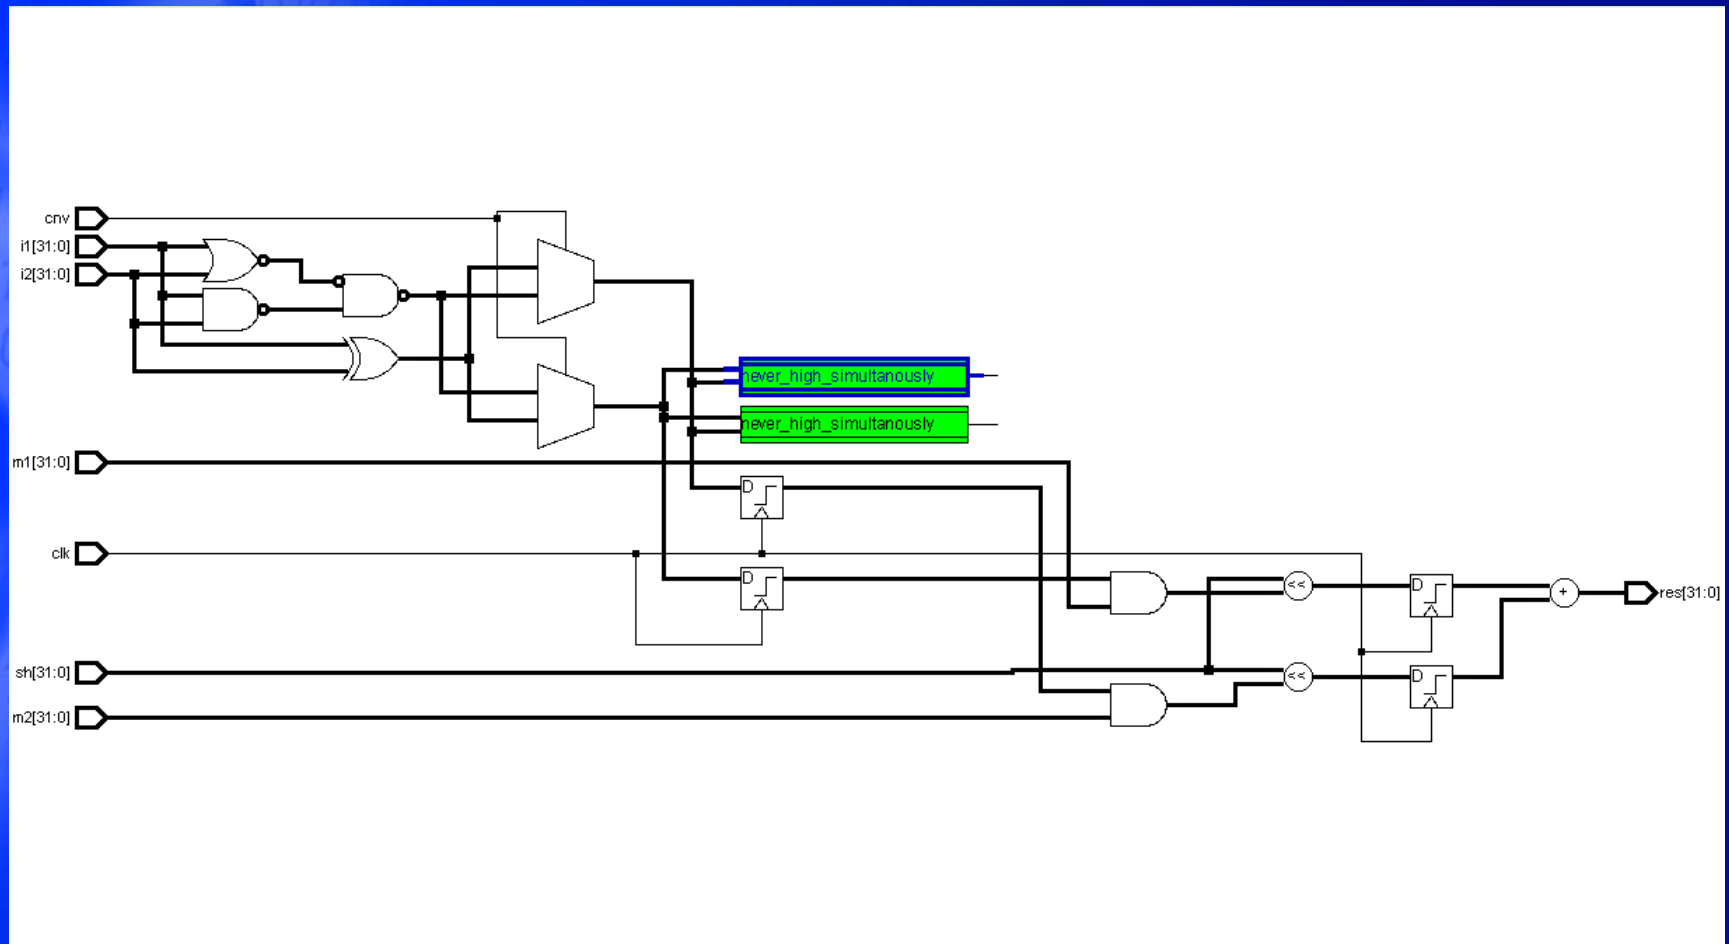 cnv
i1[31:0]
i2[31:0]
never_high_simultanously
never_high_simultanously
m1[31:0]
D
clk
D
<<
D
res[31:0]
+
sh[31:0]
<<
D
m2[31:0]